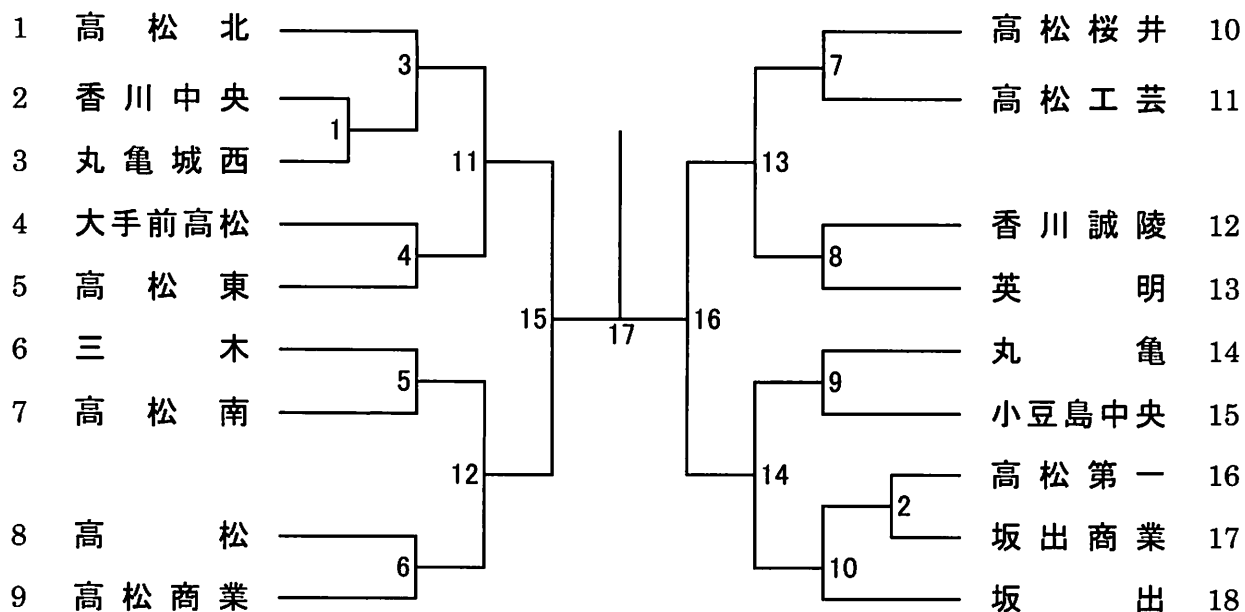 1 高松北
2 香川中央
3 丸亀城西
4 大手前高松
5 高松東
6 三木
7 高松南
8 高松
9 高松商業
3
1
11
4
15
5
12
6
17
16
7
13
8
9
14
2
10
高松桜井 10
高松工芸 11
香川誠陵 12
英明 13
丸亀 14
小豆島中央 15
高松第一 16
坂出商業 17
坂出 18